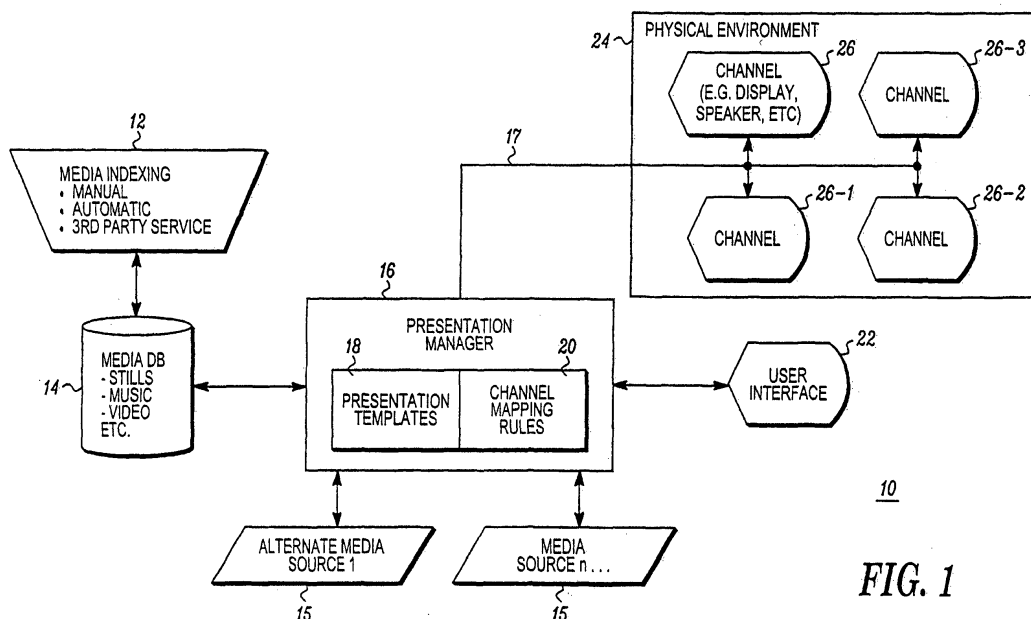 24
PHYSICAL ENVIRONMENT
26
CHANNEL
(E.G. DISPLAY,
SPEAKER, ETC)
26-3
CHANNEL
12
MEDIA INDEXING
• MANUAL
• AUTOMATIC
• 3RD PARTY SERVICE
17
26-1
CHANNEL
26-2
CHANNEL
16
PRESENTATION
MANAGER
14
MEDIA DB
- STILLS
- MUSIC
- VIDEO
ETC.
18
PRESENTATION
TEMPLATES
20
CHANNEL
MAPPING
RULES
22
USER
INTERFACE
10
ALTERNATE MEDIA
SOURCE 1
15
MEDIA
SOURCE n . . .
15
FIG. 1